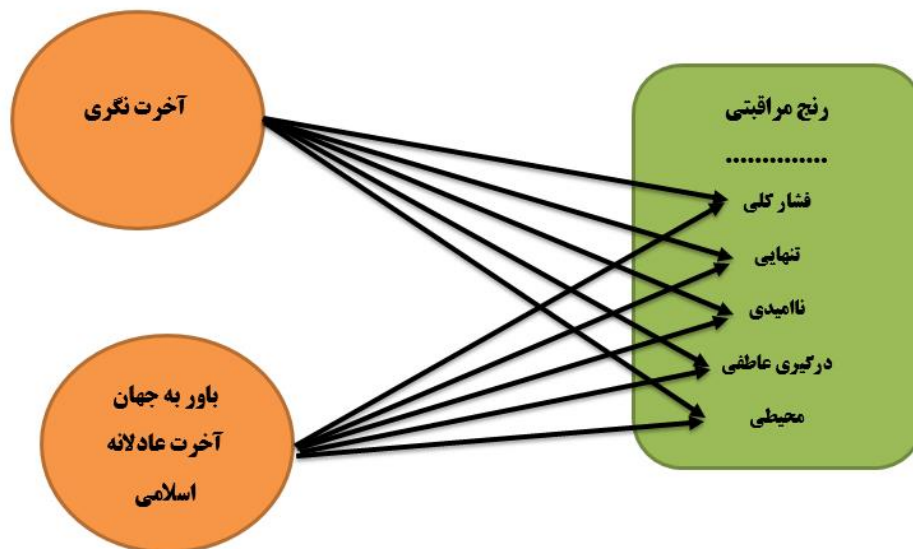 آخرت نگری
رنج مراقبتی
..............
فشار کلی
تنهایی
ناامیدی
درگیری عاطفی
محیطی
باور به جهان
آخرت عادلانه
اسلامی